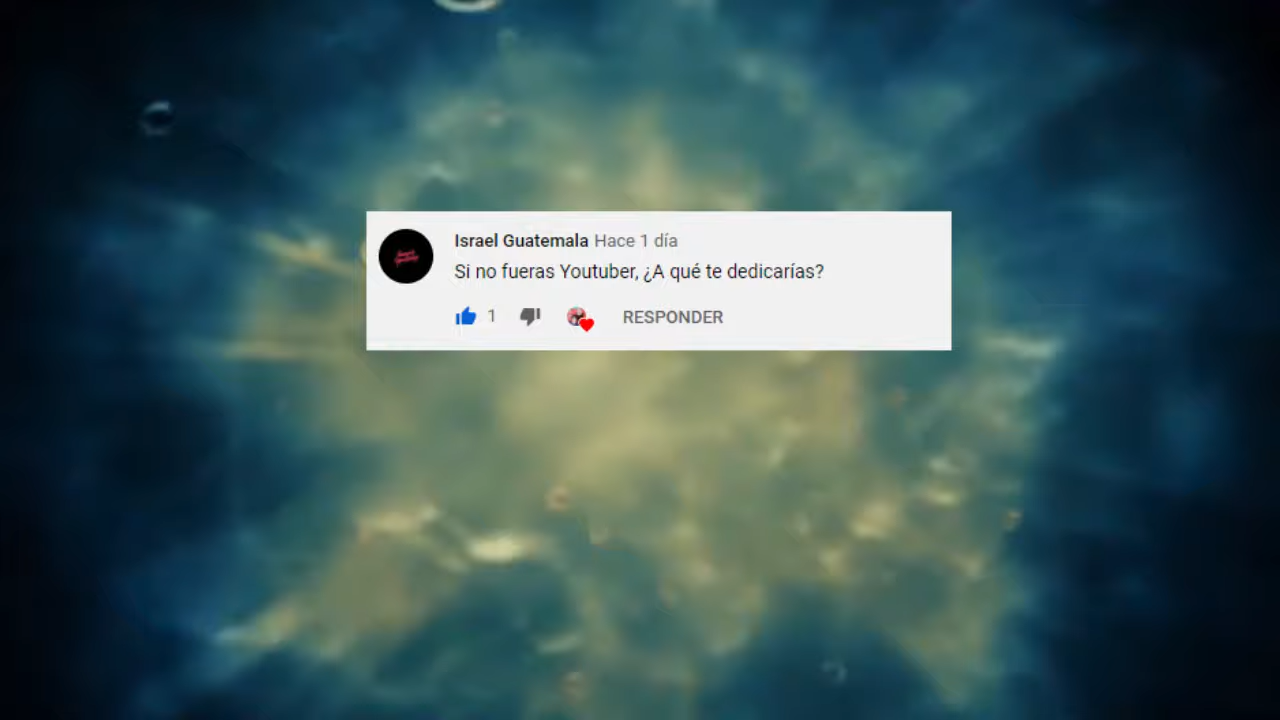 Israel Guatemala Hace 1 día
Si no fueras Youtuber, ¿A qué te dedicarías?
1 RESPONDER